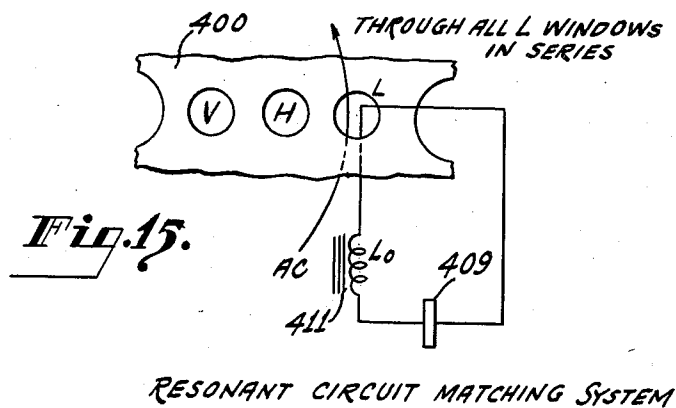 400
THROUGH ALL L WINDOWS
IN SERIES
V
H
L
Fig. 15.
AC
Lo
409
411
RESONANT CIRCUIT MATCHING SYSTEM